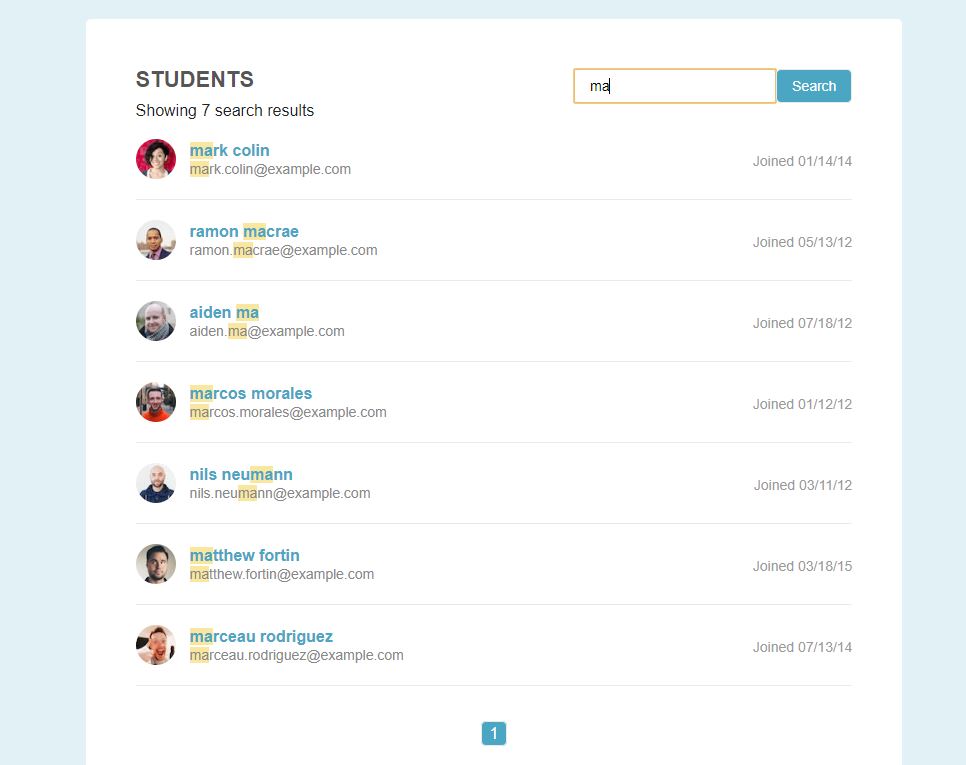 STUDENTS
ma
Search
Showing 7 search results
mark colin
mark.colin@example.com
Joined 01/14/14
ramon macrae
ramon.macrae@example.com
Joined 05/13/12
aiden ma
aiden.ma@example.com
Joined 07/18/12
marcos morales
marcos.morales@example.com
Joined 01/12/12
nils neumann
nils.neumann@example.com
Joined 03/11/12
matthew fortin
matthew.fortin@example.com
Joined 03/18/15
marceau rodriguez
marceau.rodriguez@example.com
Joined 07/13/14
1